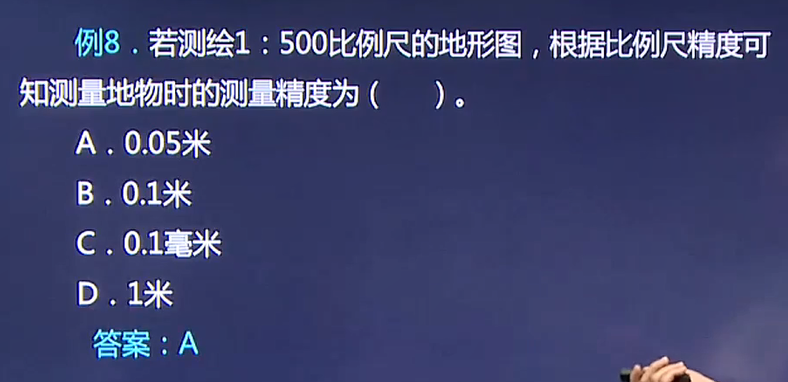 例8．若测绘1：500比例尺的地形图，根据比例尺精度可
知测量地物时的测量精度为（　　）。
A．0.05米
B．0.1米
C．0.1毫米
D．1米
答案：A